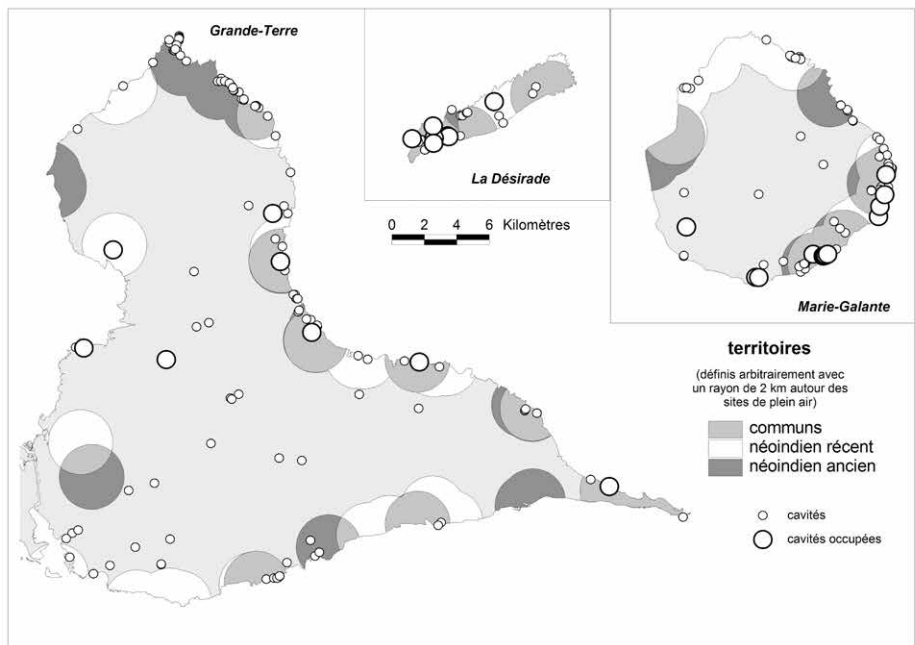 Grande-Terre
La Désirade
0 2 4 6 Kilomètres
Marie-Galante
territoires
(définis arbitrairement avec
un rayon de 2 km autour des
sites de plein air)
communs
néoindien récent
néoindien ancien
cavités
cavités occupées